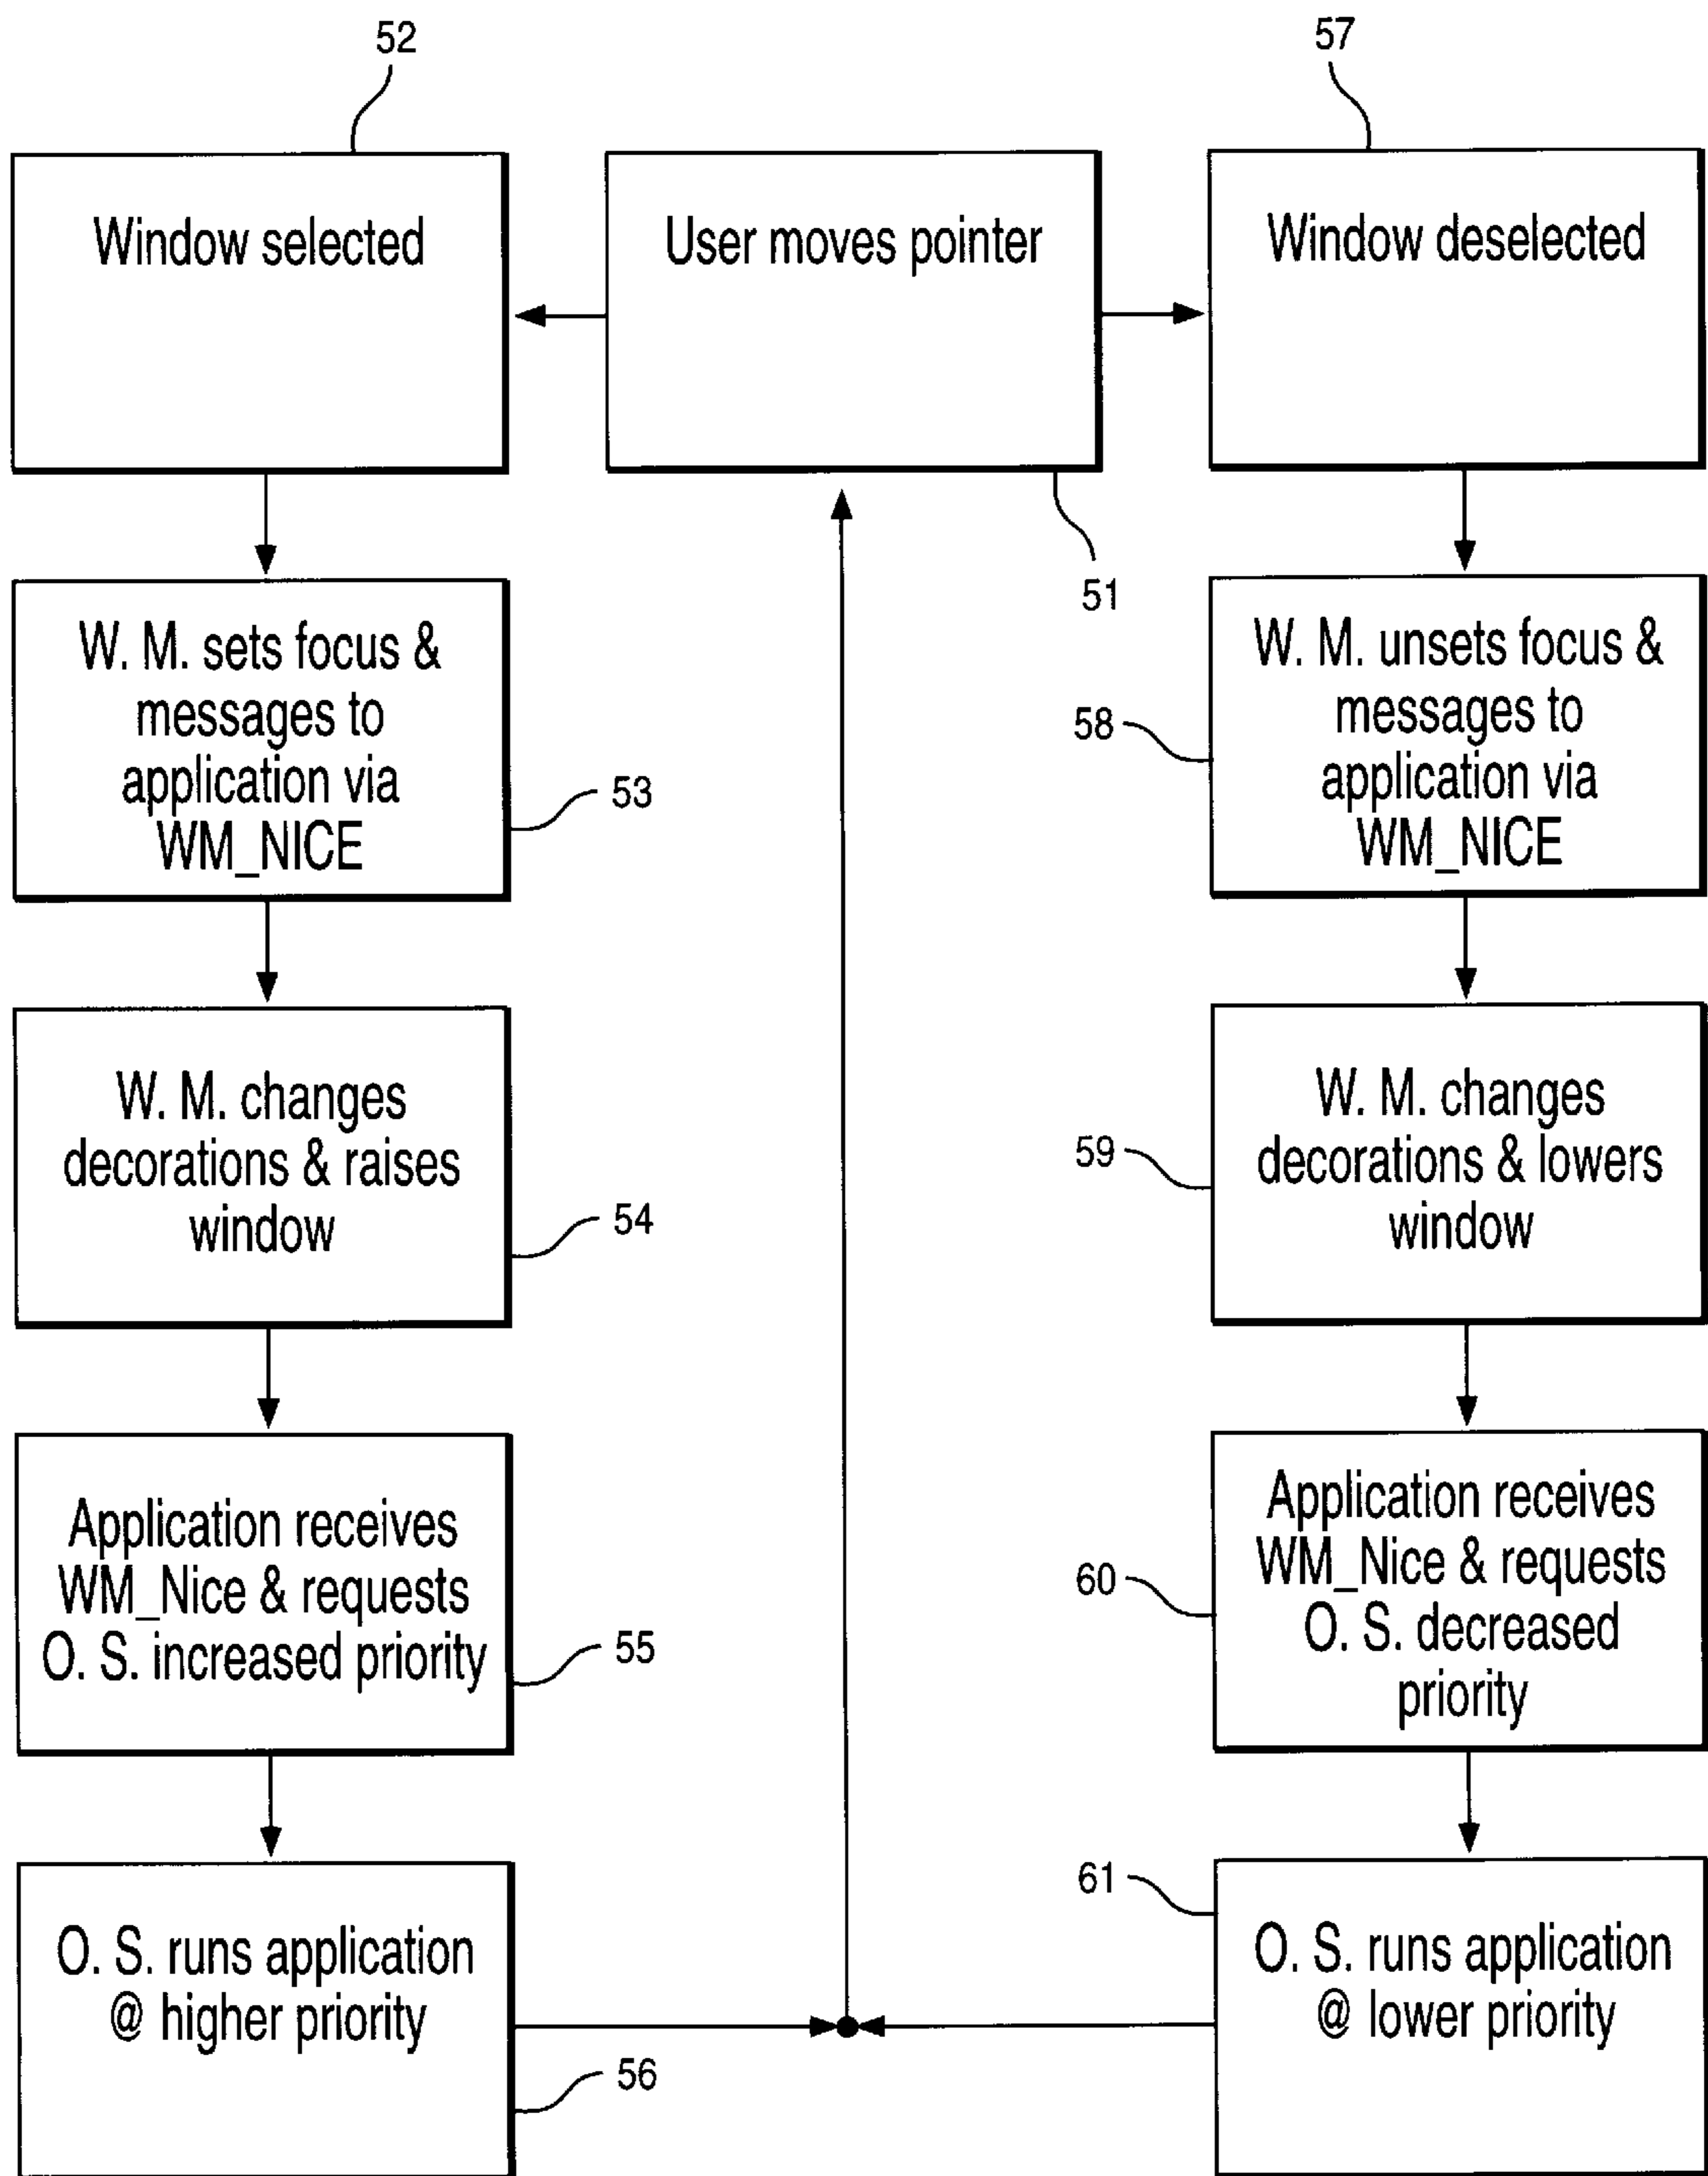 52
57
Window selected
User moves pointer
Window deselected
51
W. M. sets focus &
messages to
application via
WM_NICE
53
W. M. unsets focus &
messages to
application via
WM_NICE
58
W. M. changes
decorations & raises
window
54
W. M. changes
decorations & lowers
window
59
Application receives
WM_Nice & requests
O. S. increased priority
55
Application receives
WM_Nice & requests
O. S. decreased
priority
60
O. S. runs application
@ higher priority
56
61
O. S. runs application
@ lower priority